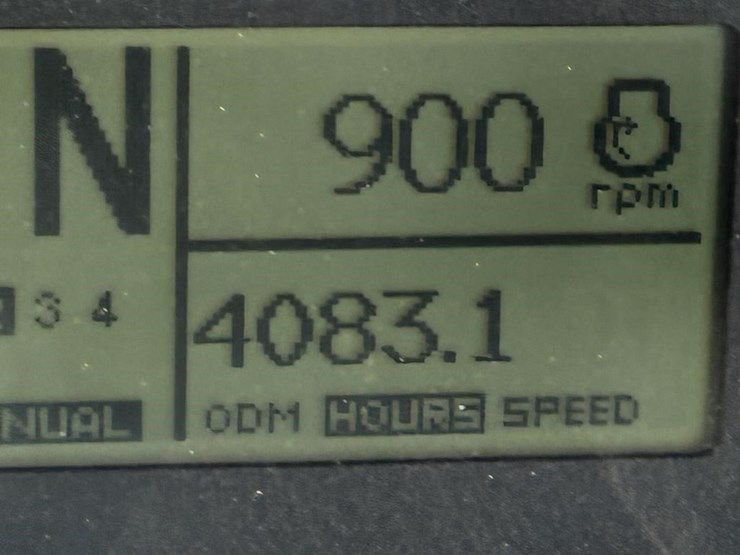 N
900
rpm
3 4
4083.1
NUAL
ODM HOURS SPEED